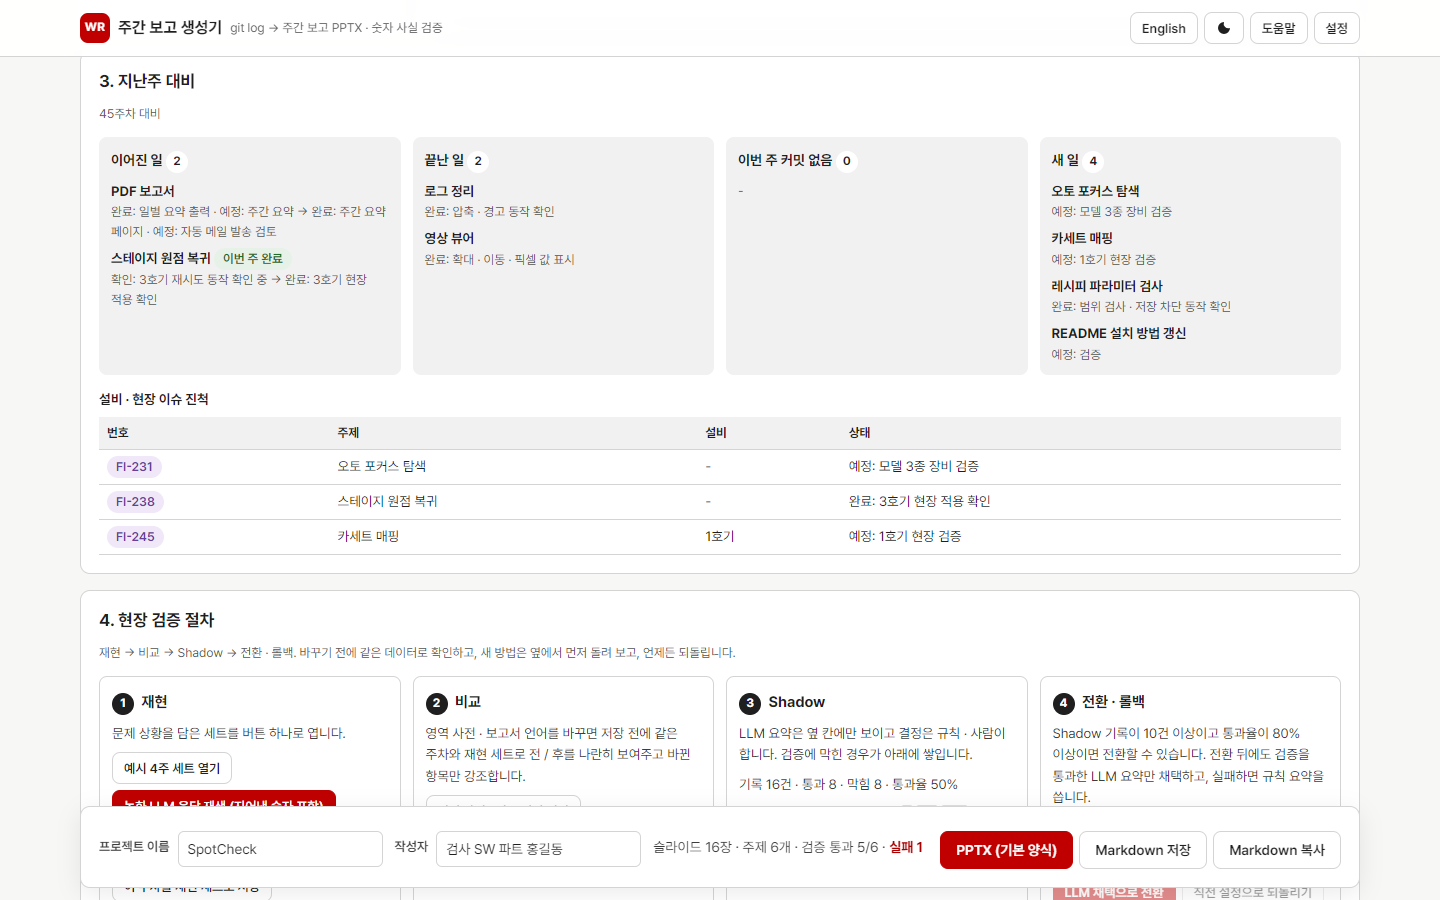 WR 주간 보고 생성기 git log → 주간 보고 PPTX · 숫자 사실 검증 English 도움말 설정
3. 지난주 대비
45주차 대비
이어진 일 2
PDF 보고서
완료: 일별 요약 출력 · 예정: 주간 요약 → 완료: 주간 요약
페이지 · 예정: 자동 메일 발송 검토
스테이지 원점 복귀 이번 주 완료
확인: 3호기 재시도 동작 확인 중 → 완료: 3호기 현장
적용 확인
끝난 일 2
로그 정리
완료: 압축 · 경고 동작 확인
영상 뷰어
완료: 확대 · 이동 · 픽셀 값 표시
이번 주 커밋 없음 0
-
새 일 4
오토 포커스 탐색
예정: 모델 3종 장비 검증
카세트 매핑
예정: 1호기 현장 검증
레시피 파라미터 검사
완료: 범위 검사 · 저장 차단 동작 확인
README 설치 방법 갱신
예정: 검증
설비 · 현장 이슈 진척
번호 주제 설비 상태
FI-231 오토 포커스 탐색 - 예정: 모델 3종 장비 검증
FI-238 스테이지 원점 복귀 - 완료: 3호기 현장 적용 확인
FI-245 카세트 매핑 1호기 예정: 1호기 현장 검증
4. 현장 검증 절차
재현 → 비교 → Shadow → 전환 · 롤백. 바꾸기 전에 같은 데이터로 확인하고, 새 방법은 옆에서 먼저 돌려 보고, 언제든 되돌립니다.
1 재현
문제 상황을 담은 세트를 버튼 하나로 엽니다.
예시 4주 세트 열기
2 비교
영역 사전 · 보고서 언어를 바꾸면 저장 전에 같은
주차와 재현 세트로 전 / 후를 나란히 보여주고 바뀐
항목만 강조합니다.
3 Shadow
LLM 요약은 옆 칸에만 보이고 결정은 규칙 · 사람이
합니다. 검증에 막힌 경우가 아래에 쌓입니다.
기록 16건 · 통과 8 · 막힘 8 · 통과율 50%
4 전환 · 롤백
Shadow 기록이 10건 이상이고 통과율이 80%
이상이면 전환할 수 있습니다. 전환 뒤에도 검증을
통과한 LLM 요약만 채택하고, 실패하면 규칙 요약을
씁니다.
프로젝트 이름 SpotCheck 작성자 검사 SW 파트 홍길동 슬라이드 16장 · 주제 6개 · 검증 통과 5/6 · 실패 1 PPTX (기본 양식) Markdown 저장 Markdown 복사
LLM 채택으로 전환 직전 설정으로 되돌리기